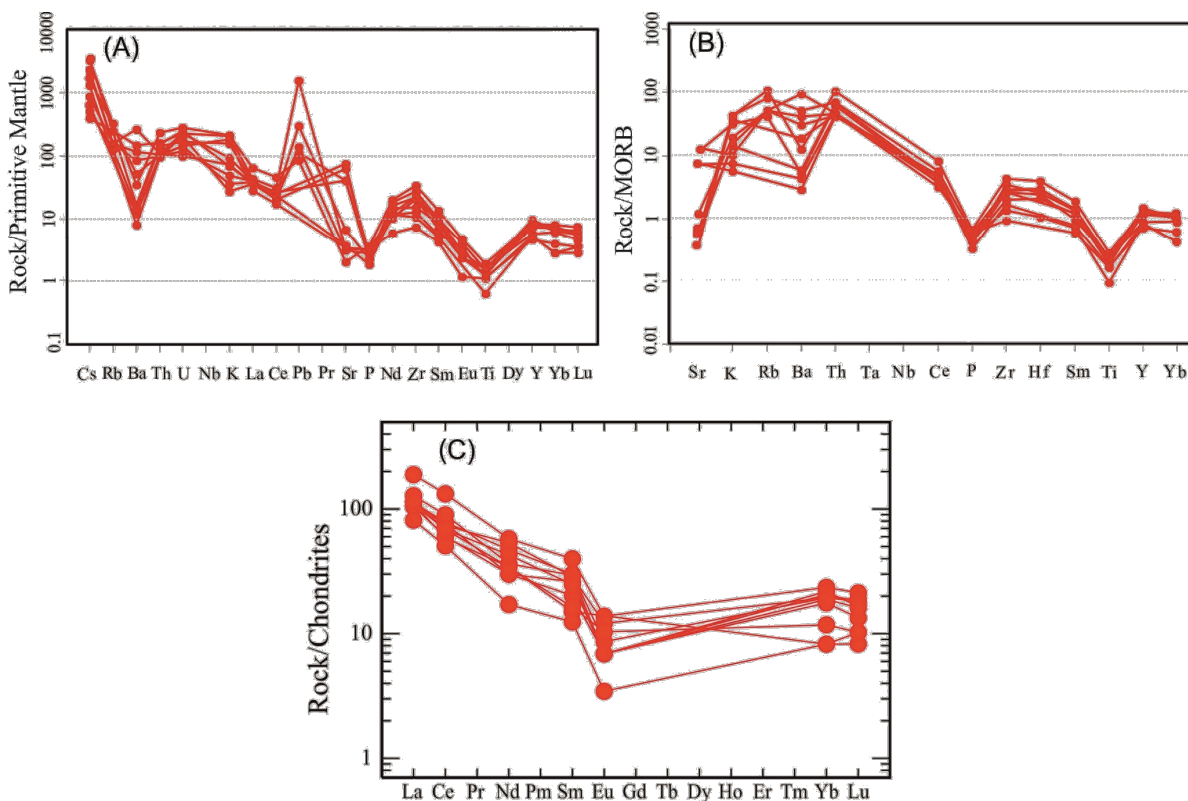 (A)
Rock/Primitive Mantle
10000
1000
100
10
1
0.1
Cs Rb Ba Th U Nb K La Ce Pb Pr Sr P Nd Zr Sm Eu Ti Dy Y Yb Lu
(B)
Rock/MORB
1000
100
10
1
0.1
0.01
Sr K Rb Ba Th Ta Nb Ce P Zr Hf Sm Ti Y Yb
(C)
Rock/Chondrites
100
10
1
La Ce Pr Nd Pm Sm Eu Gd Tb Dy Ho Er Tm Yb Lu